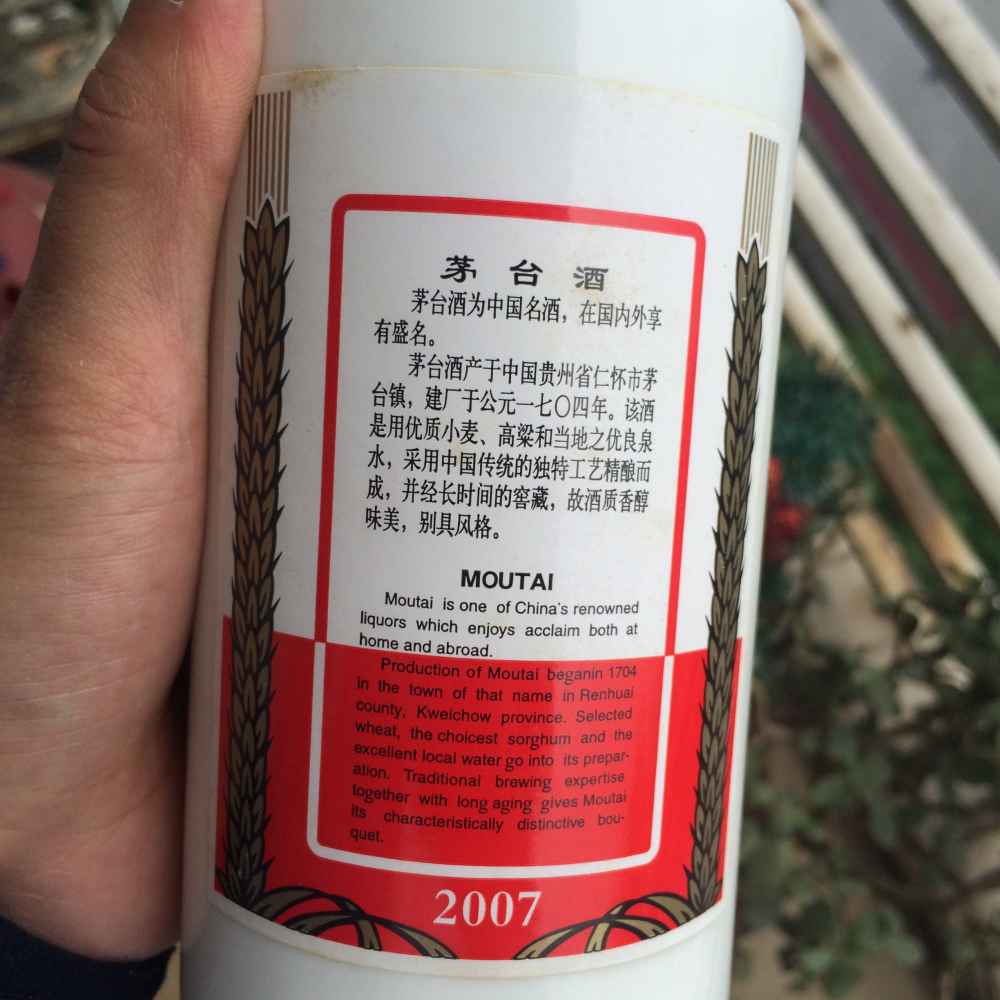 茅台酒
茅台酒为中国名酒，在国内外享
有盛名。
茅台酒产于中国贵州省仁怀市茅
台镇，建厂于公元一七〇四年。该酒
是用优质小麦、高粱和当地之优良泉
水，采用中国传统的独特工艺精酿而
成，并经长时间的窖藏，故酒质香醇
味美，别具风格。
MOUTAI
Moutai is one of China's renowned
liquors which enjoys acclaim both at
home and abroad.
Production of Moutai beganin 1704
in the town of that name in Renhuai
county, Kweichow province. Selected
wheat, the choicest sorghum and the
excellent local water go into its prepar-
ation. Traditional brewing expertise
together with long aging gives Moutai
its characteristically distinctive bou-
quet.
2007